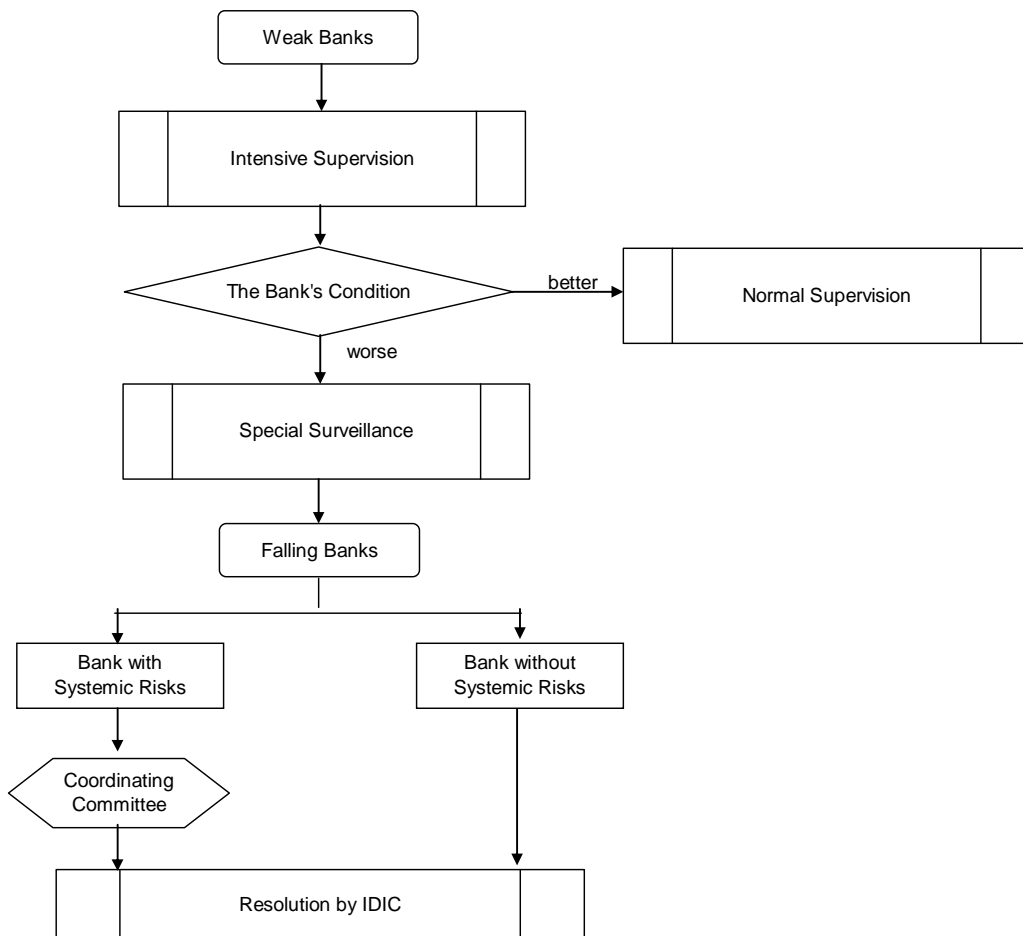 Weak Banks
Intensive Supervision
The Bank's Condition
better
Normal Supervision
worse
Special Surveillance
Falling Banks
Bank with
Systemic Risks
Bank without
Systemic Risks
Coordinating
Committee
Resolution by IDIC